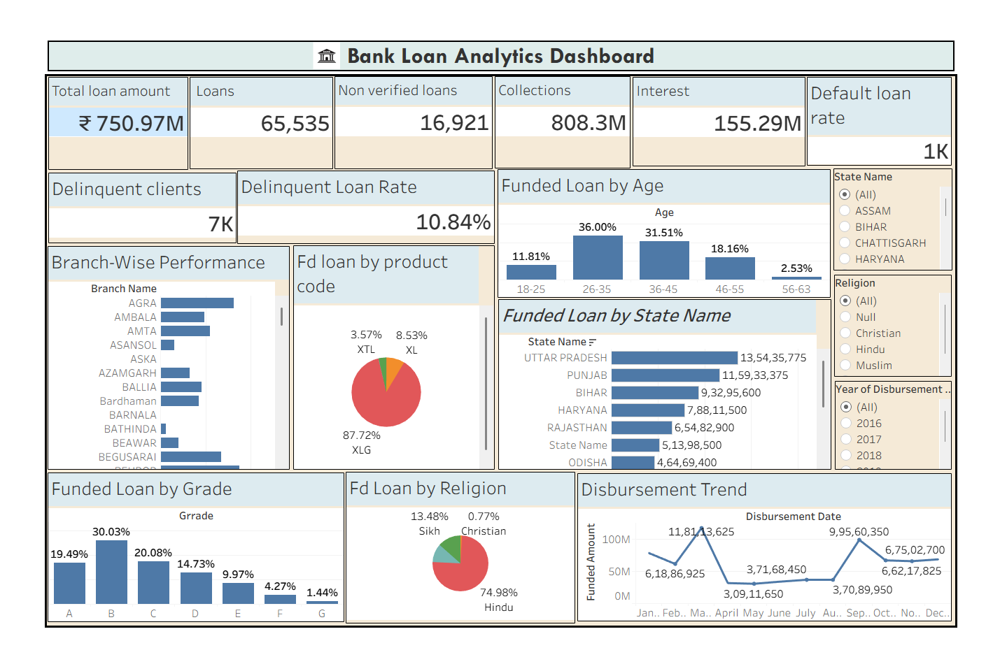 Bank Loan Analytics Dashboard
Total loan amount
₹ 750.97M
Loans
65,535
Non verified loans
16,921
Collections
808.3M
Interest
155.29M
Default loan
rate
1K
Delinquent clients
7K
Delinquent Loan Rate
10.84%
Funded Loan by Age
Age
11.81%
36.00%
31.51%
18.16%
2.53%
18-25
26-35
36-45
46-55
56-63
State Name
(All)
ASSAM
BIHAR
CHATTISGARH
HARYANA
Religion
(All)
Null
Christian
Hindu
Muslim
Year of Disbursement ..
(All)
2016
2017
2018
Branch-Wise Performance
Branch Name
AGRA
AMBALA
AMTA
ASANSOL
ASKA
AZAMGARH
BALLIA
Bardhaman
BARNALA
BATHINDA
BEAWAR
BEGUSARAI
Fd loan by product
code
3.57%
XTL
8.53%
XL
87.72%
XLG
Funded Loan by State Name
State Name
UTTAR PRADESH 13,54,35,775
PUNJAB 11,59,33,375
BIHAR 9,32,95,600
HARYANA 7,88,11,500
RAJASTHAN 6,54,82,900
State Name 5,13,98,500
ODISHA 4,64,69,400
Funded Loan by Grade
Grrade
19.49%
30.03%
20.08%
14.73%
9.97%
4.27%
1.44%
A
B
C
D
E
F
G
Fd Loan by Religion
13.48%
Sikh
0.77%
Christian
74.98%
Hindu
Disbursement Trend
Disbursement Date
Funded Amount
100M
50M
0M
6,18,86,925
11,81,13,625
3,09,11,650
3,71,68,450
3,70,89,950
9,95,60,350
6,75,02,700
6,62,17,825
Jan..
Feb..
Ma..
April
May
June
July
Au..
Sep..
Oct..
No..
Dec..